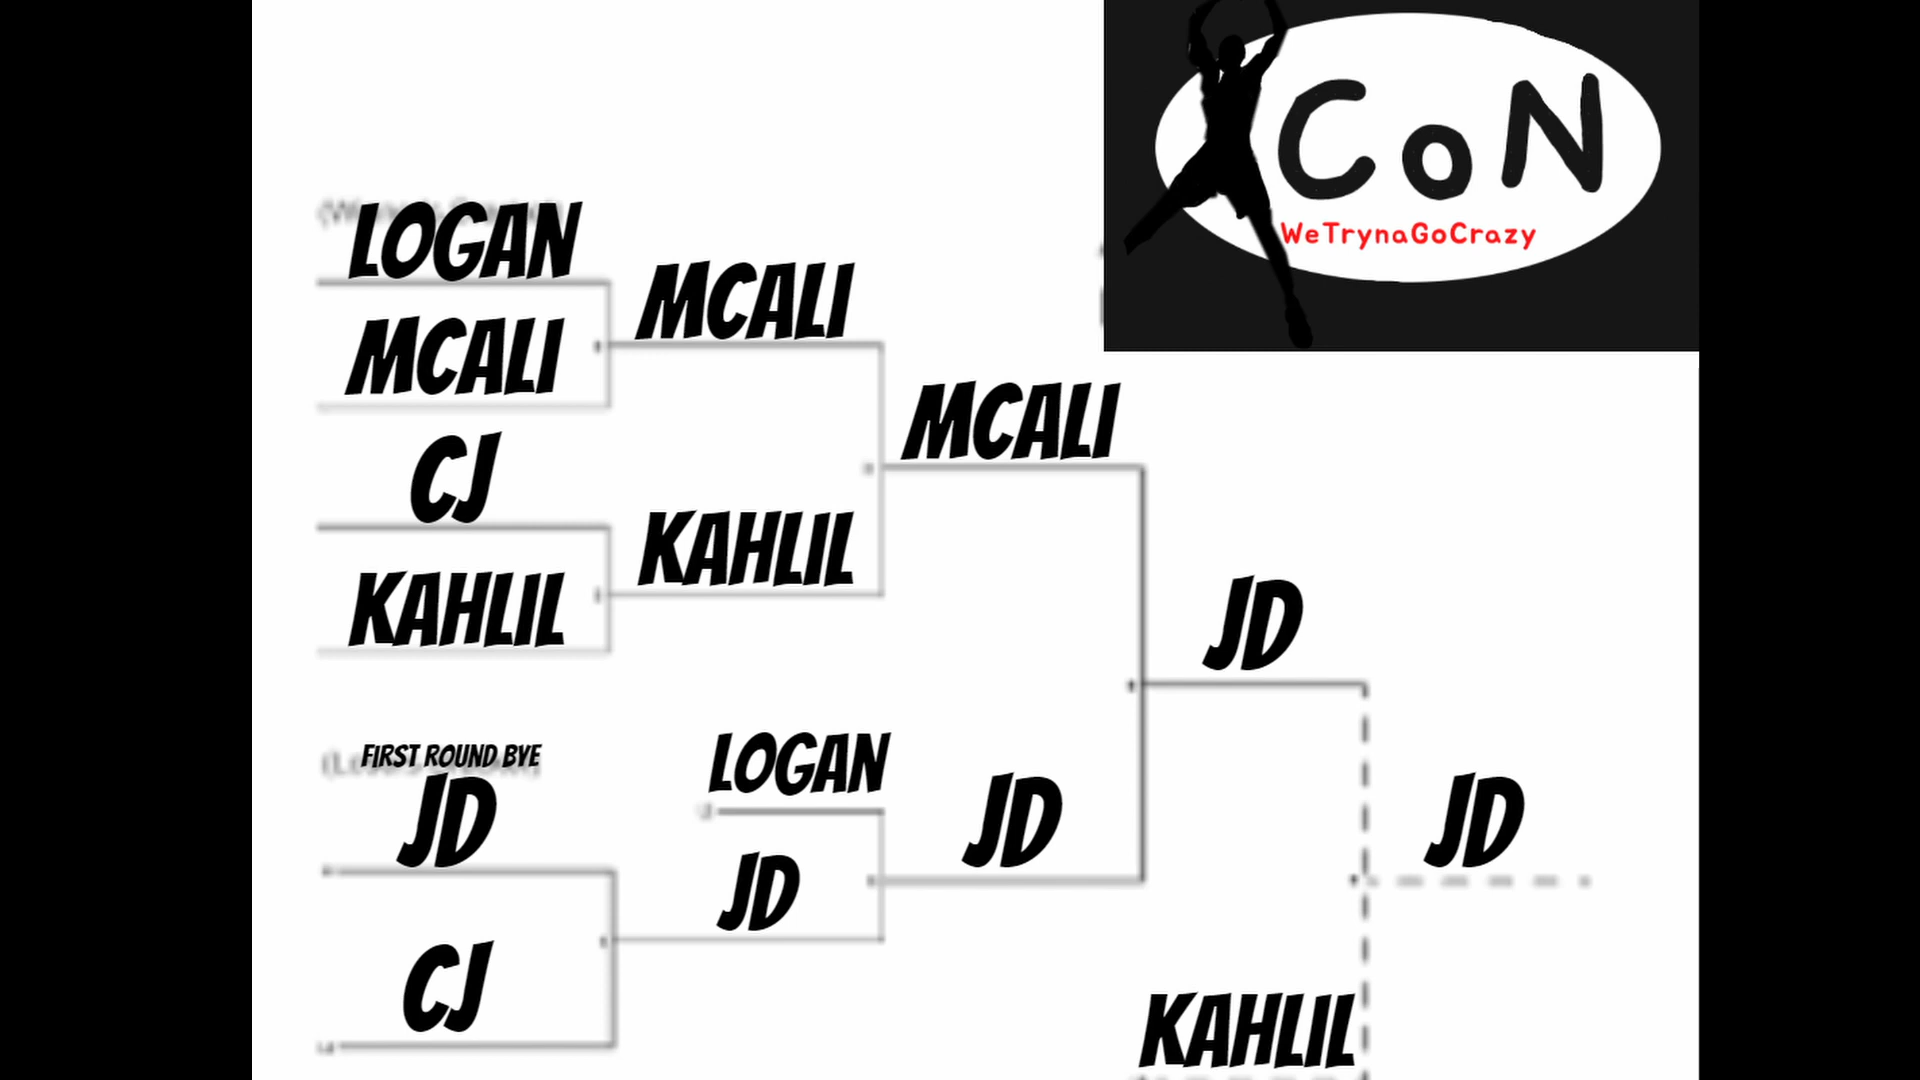 CoN
WeTrynaGoCrazy
LOGAN
MCALI
MCALI
MCALI
CJ
KAHLIL
KAHLIL
JD
FIRST ROUND BYE
JD
LOGAN
JD
JD
JD
CJ
KAHLIL